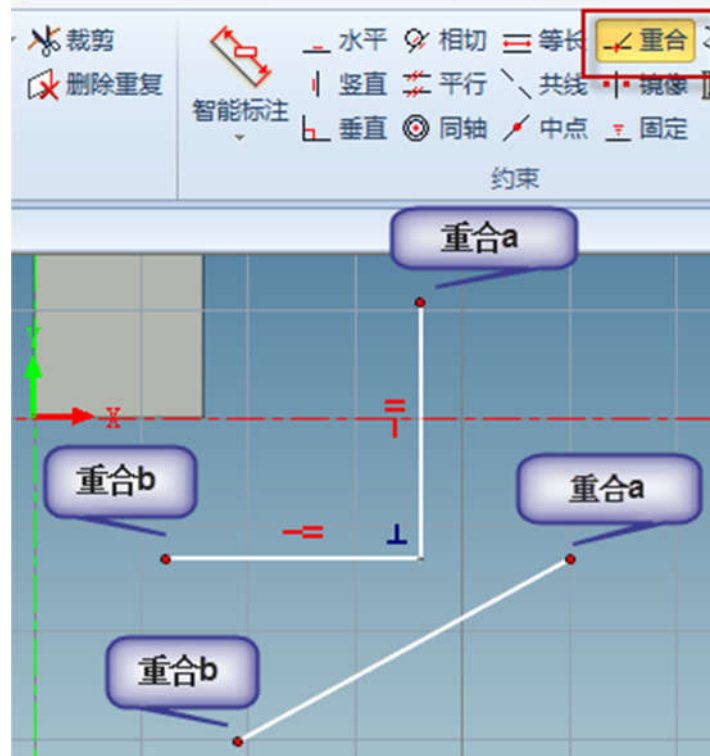 裁剪 水平 相切 等长 重合
删除重复 智能标注 竖直 平行 共线 镜像
垂直 同轴 中点 固定
约束
重合a
X
重合b
重合a
重合b